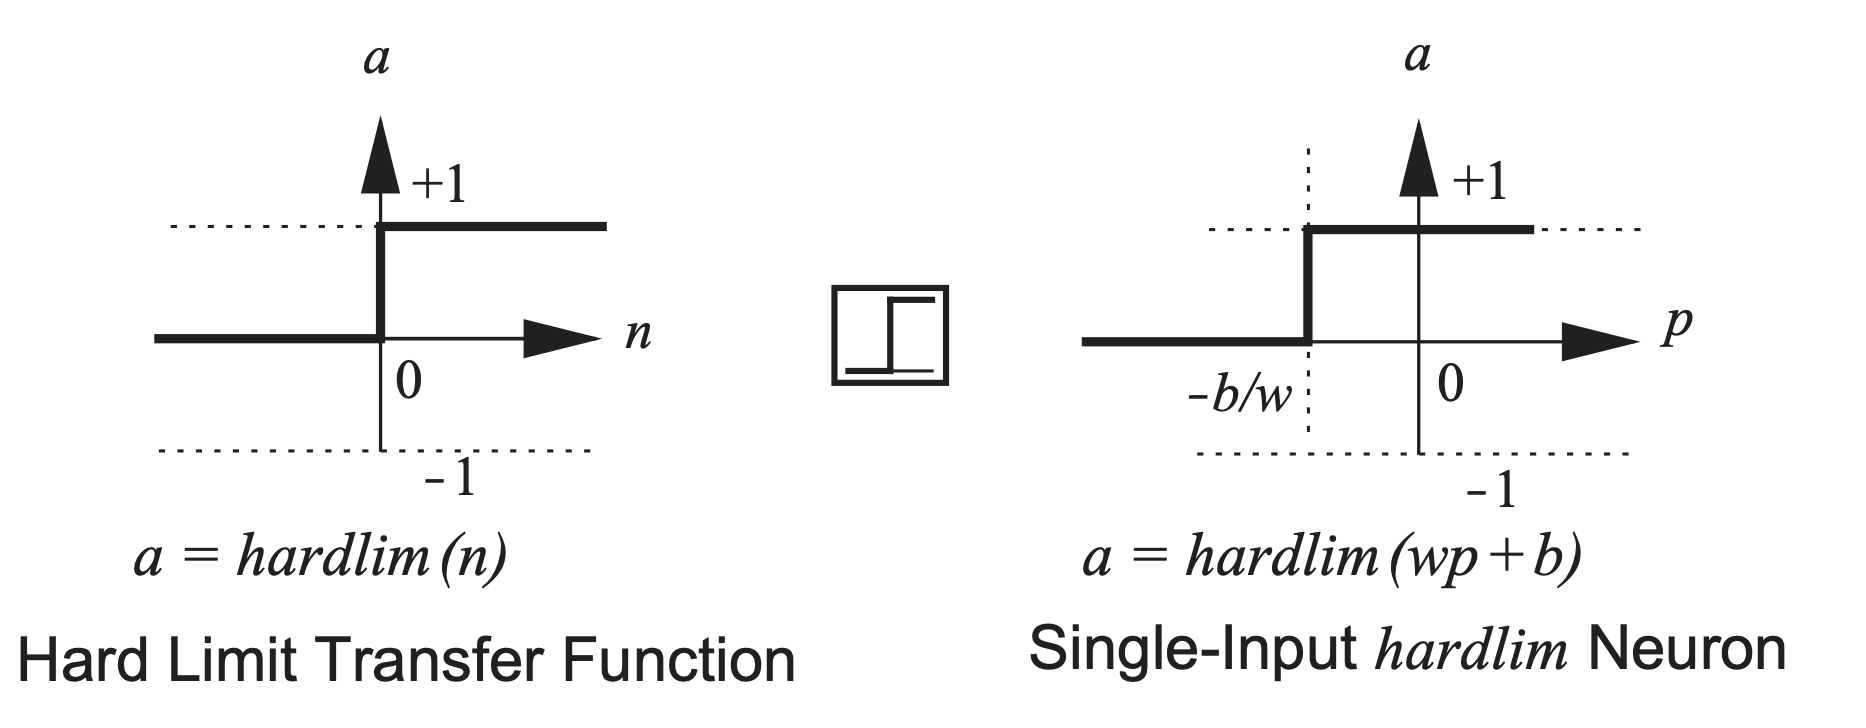 a
+1
n
0
-1
a = hardlim(n)
Hard Limit Transfer Function
a
+1
p
-b/w
0
-1
a = hardlim(wp + b)
Single-Input hardlim Neuron